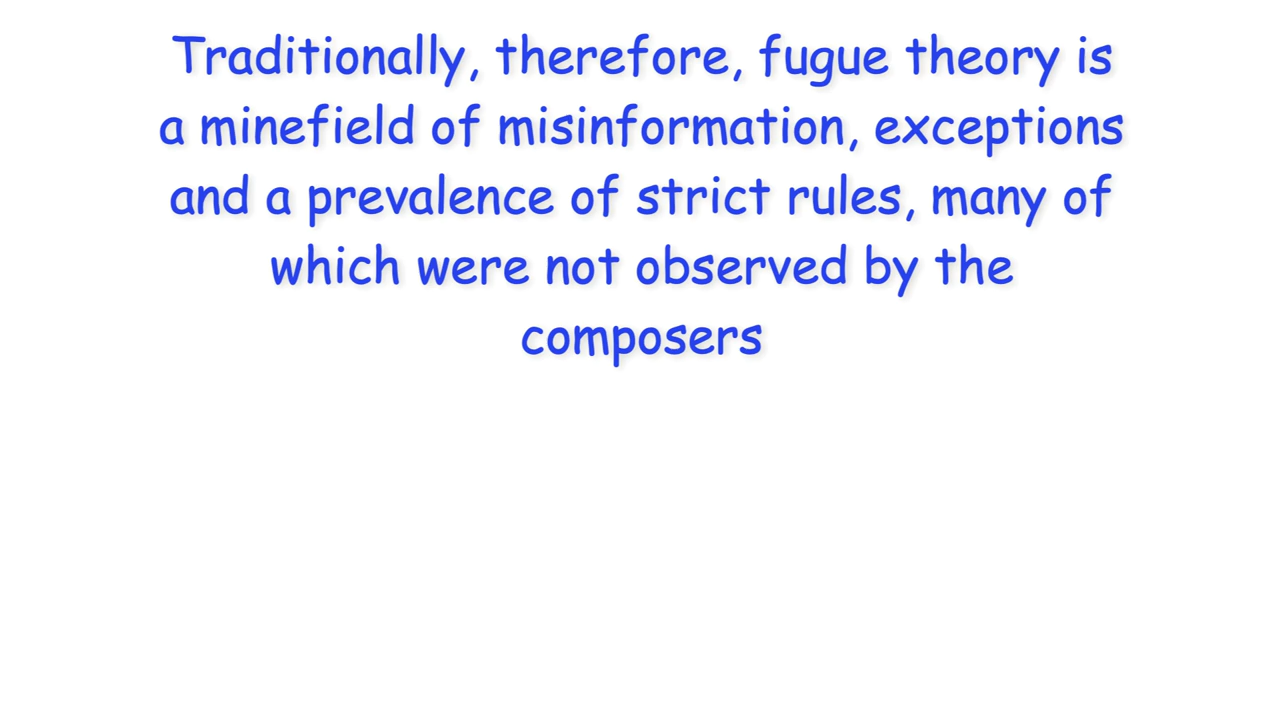 Traditionally, therefore, fugue theory is
a minefield of misinformation, exceptions
and a prevalence of strict rules, many of
which were not observed by the
composers